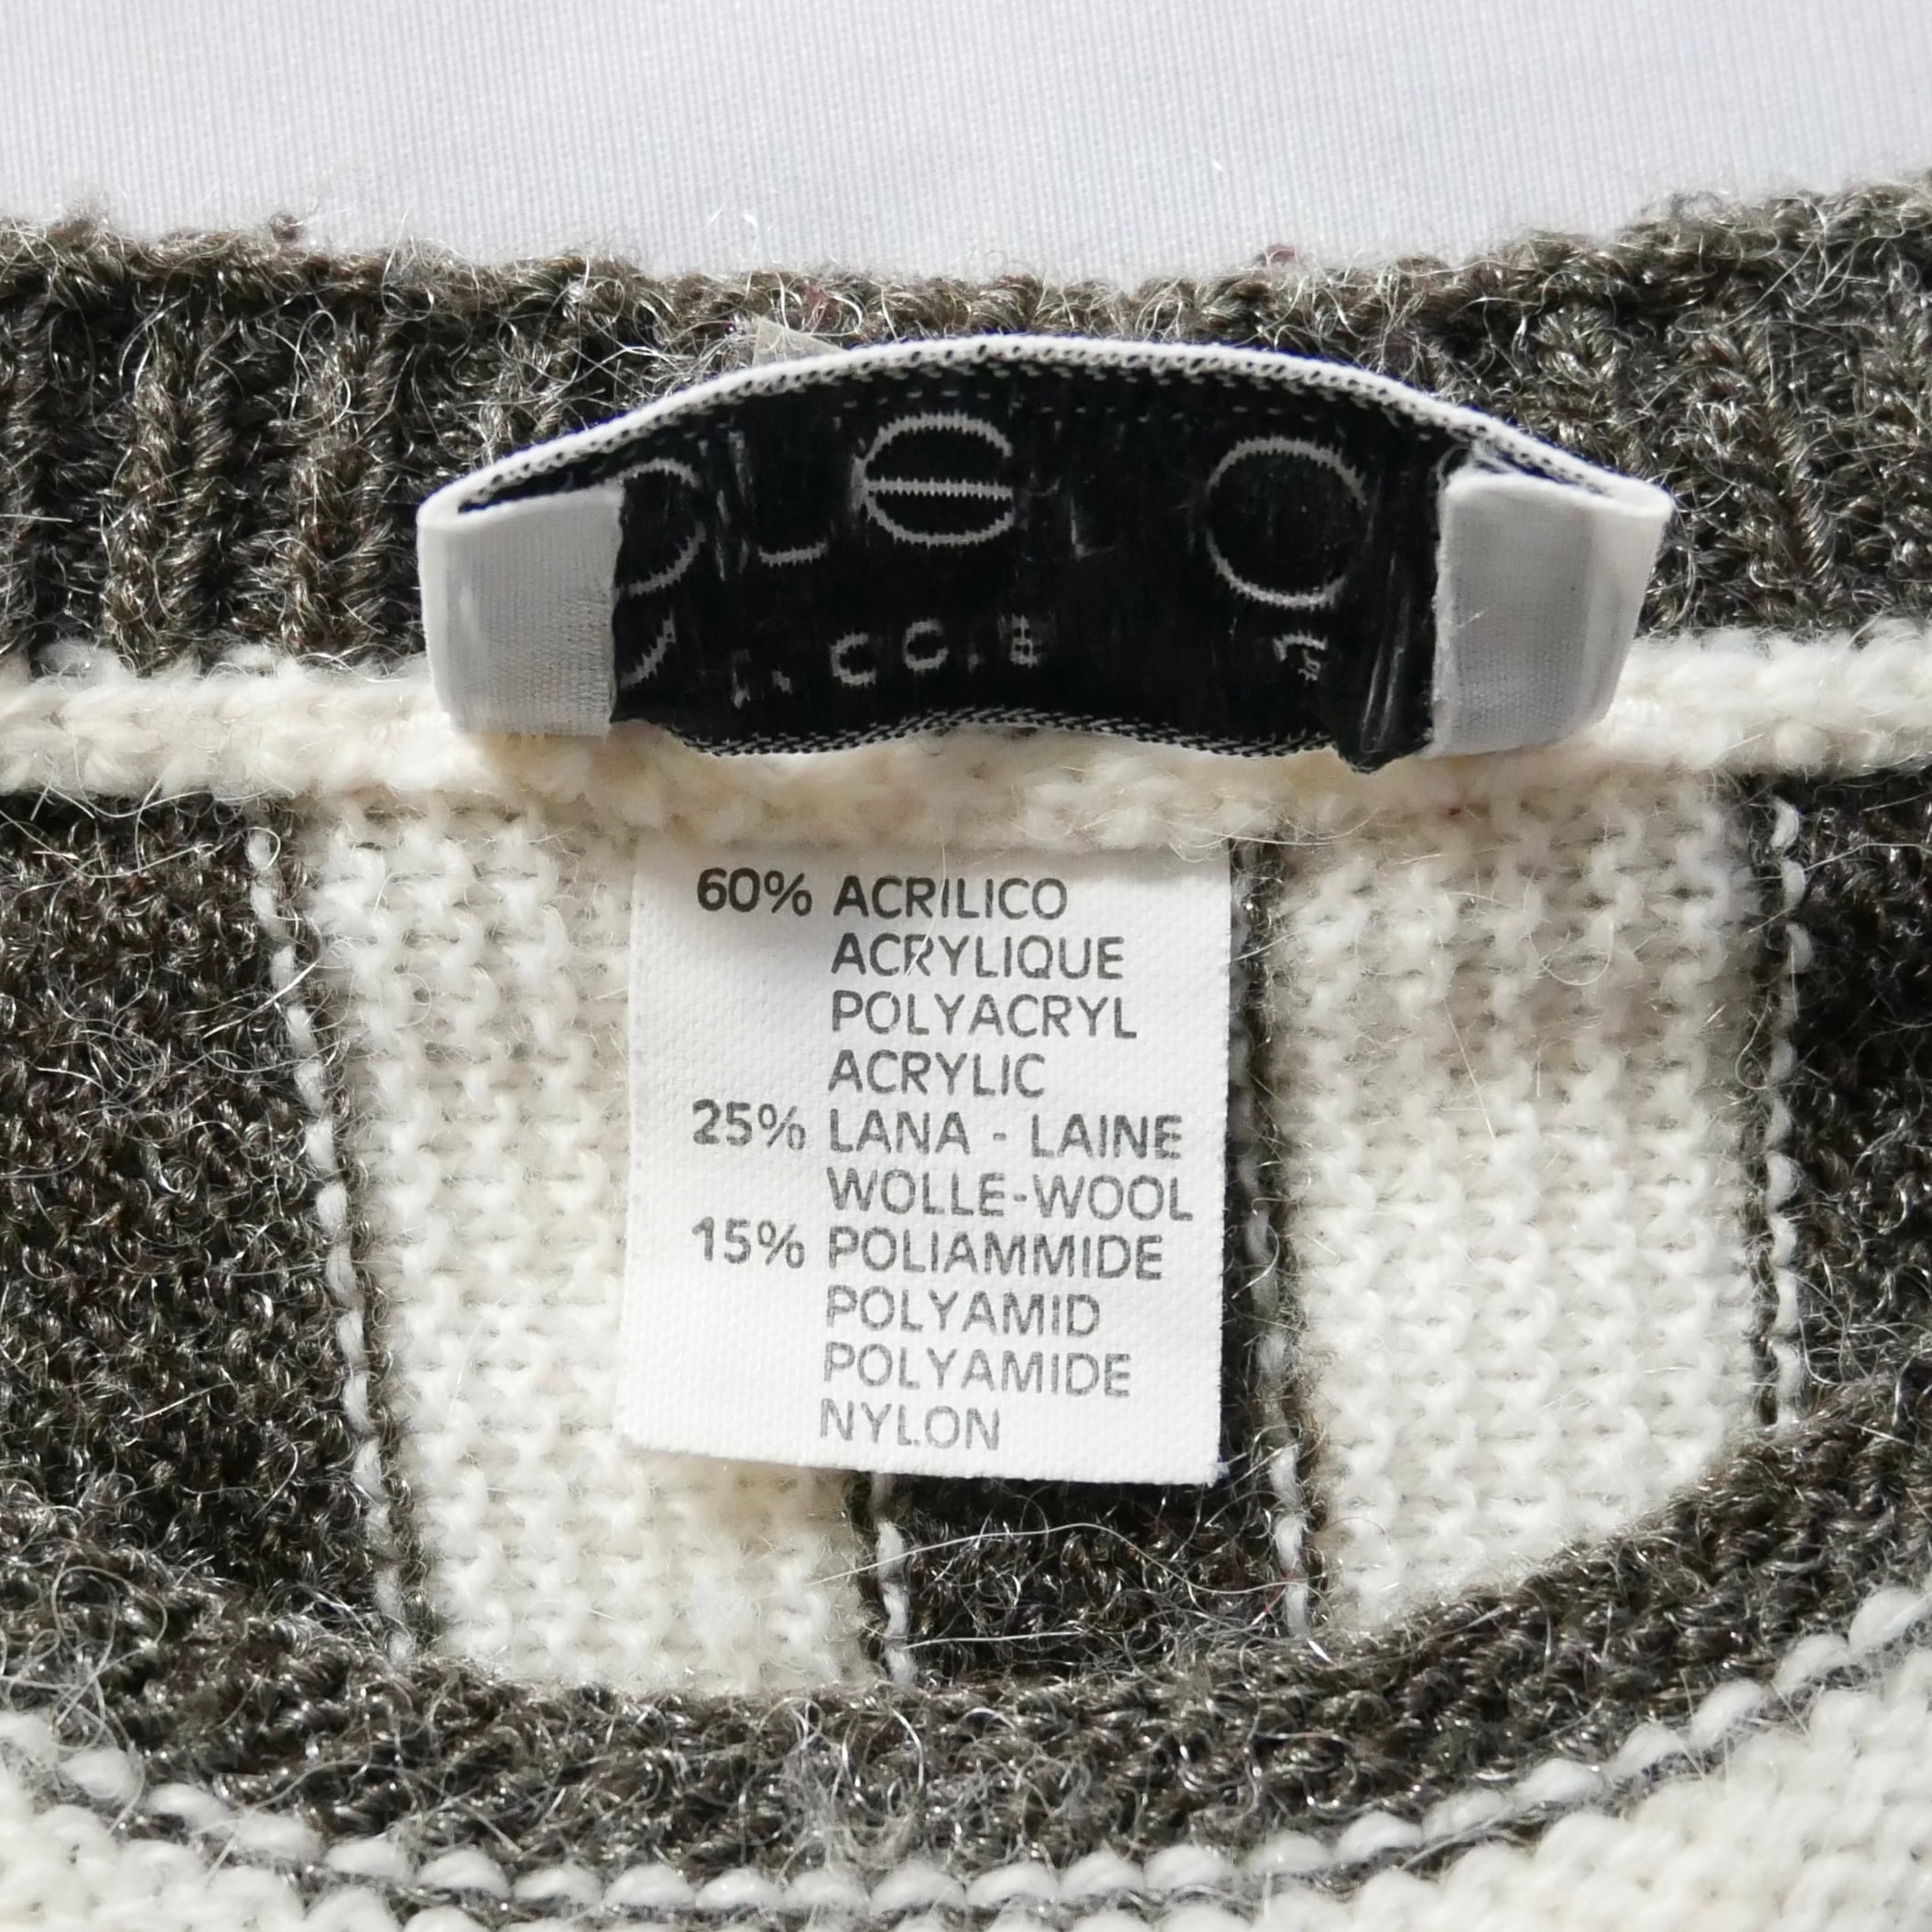 60% ACRILICO
ACRYLIQUE
POLYACRYL
ACRYLIC
25% LANA - LAINE
WOLLE-WOOL
15% POLIAMMIDE
POLYAMID
POLYAMIDE
NYLON